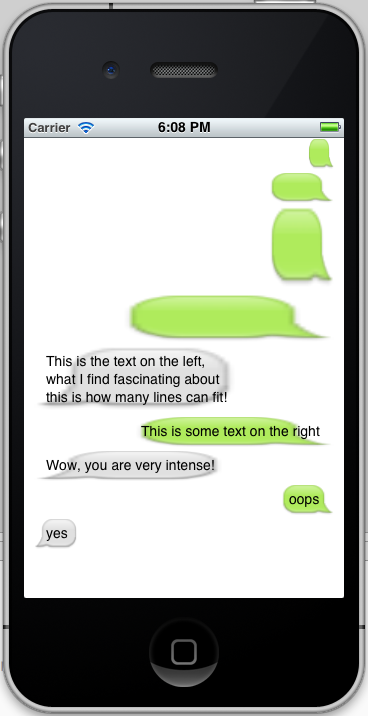 Carrier 6:08 PM
This is the text on the left,
what I find fascinating about
this is how many lines can fit!
This is some text on the right
Wow, you are very intense!
oops
yes